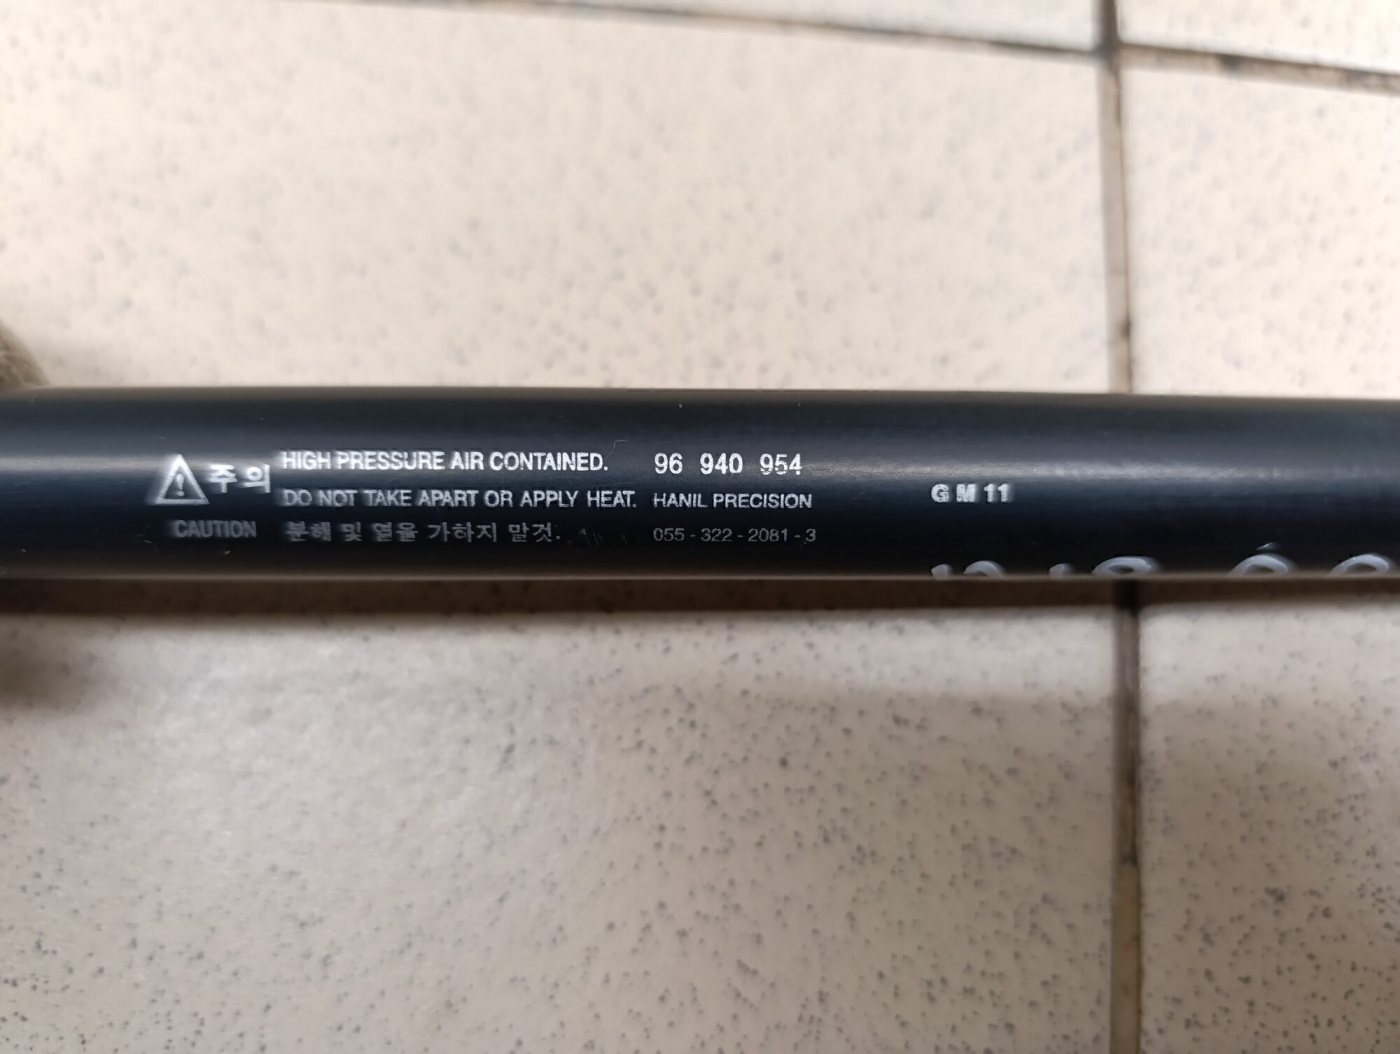 주의
CAUTION
HIGH PRESSURE AIR CONTAINED.
DO NOT TAKE APART OR APPLY HEAT.
분해 및 열을 가하지 말것.
96 940 954
HANIL PRECISION
055-322-2081-3
G M 11